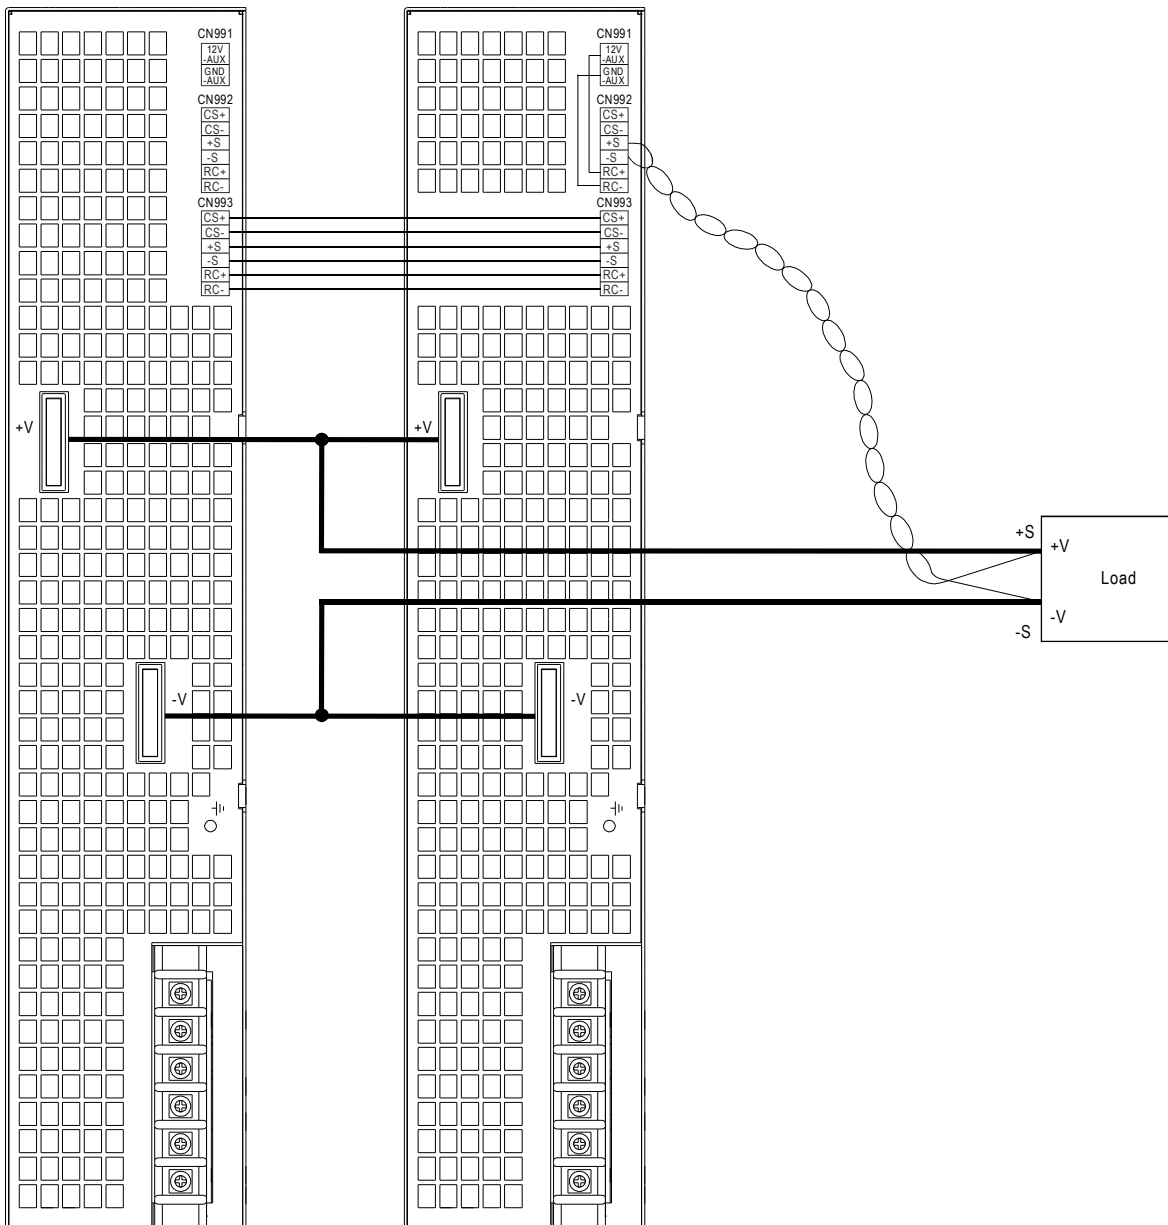 CN991
12V
-AUX
GND
-AUX
CN992
CS+
CS-
+S
-S
RC+
RC-
CN993
CS+
CS-
+S
-S
RC+
RC-
+V
-V
CN991
12V
-AUX
GND
-AUX
CN992
CS+
CS-
+S
-S
RC+
RC-
CN993
CS+
CS-
+S
-S
RC+
RC-
+V
-V
+S
+V
Load
-V
-S